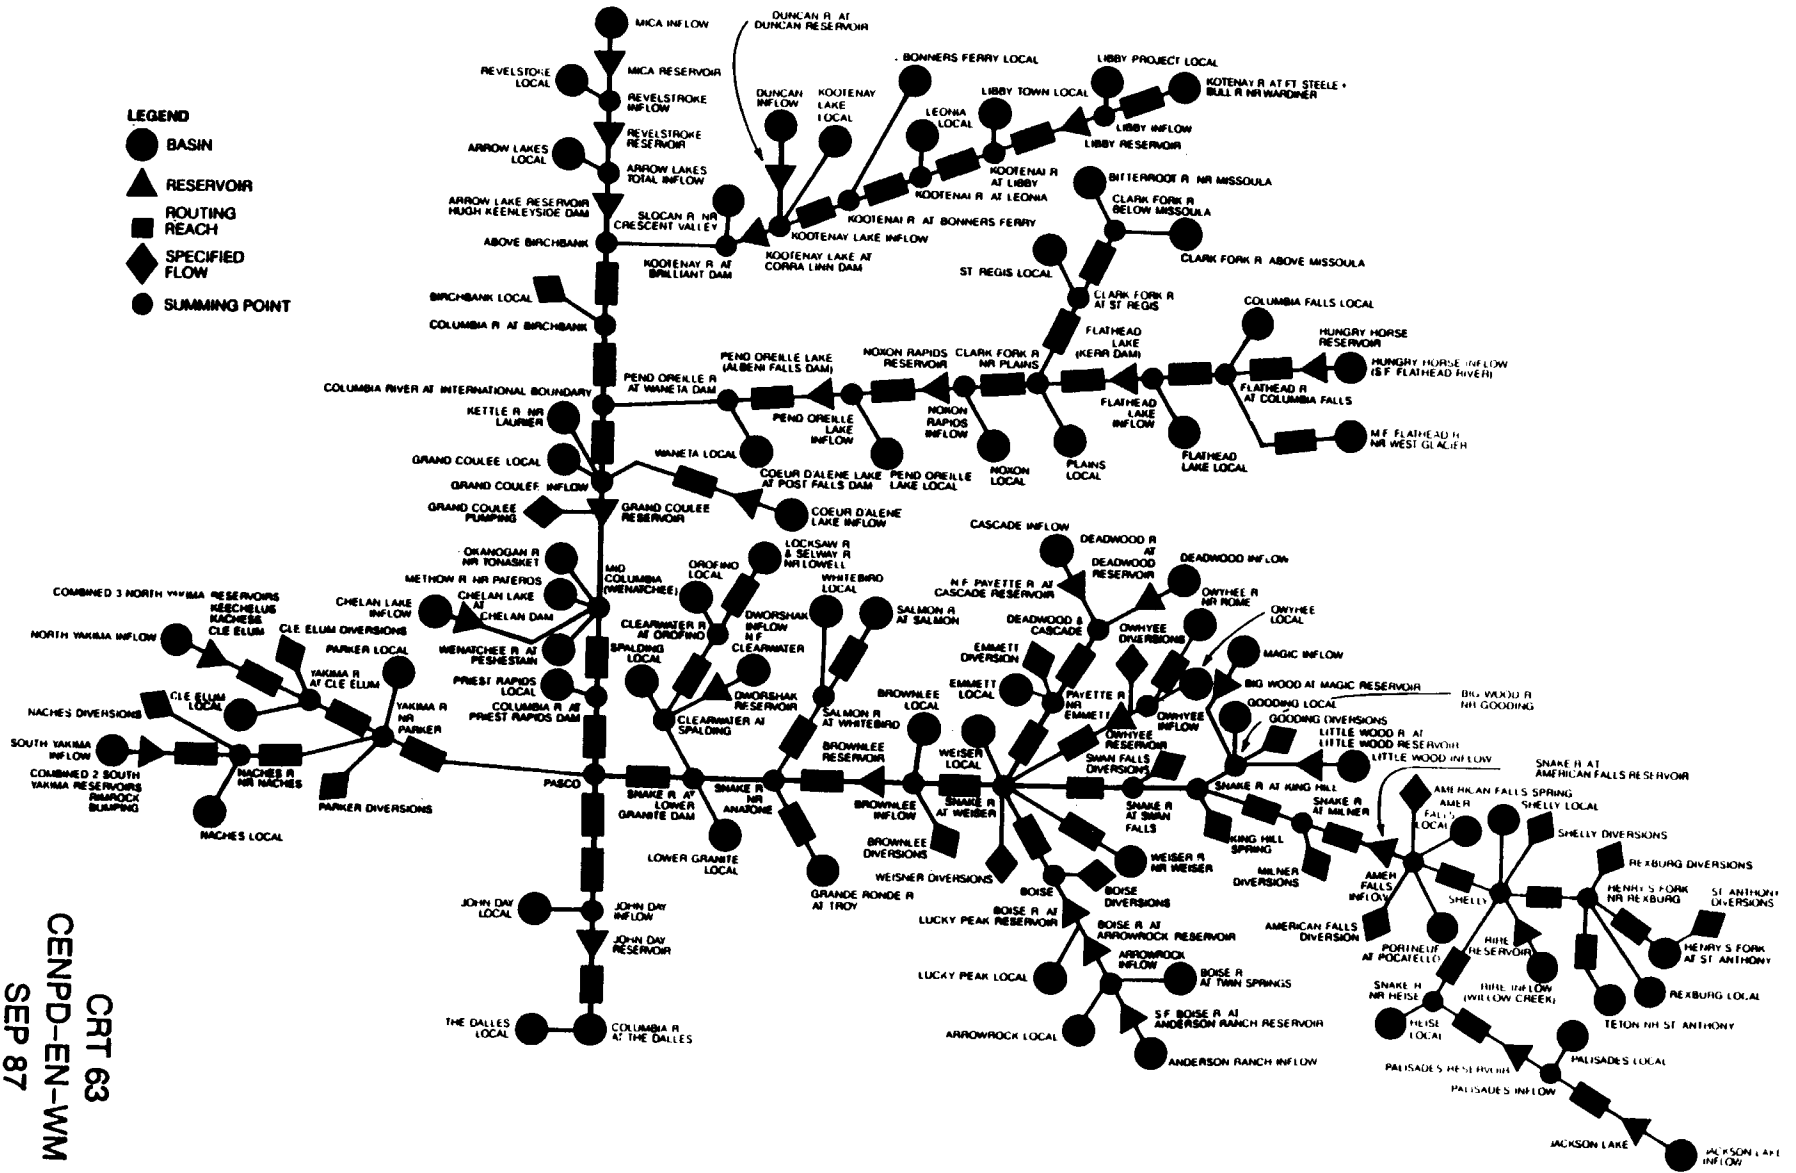 LEGEND
BASIN
RESERVOIR
ROUTING
REACH
SPECIFIED
FLOW
SUMMING POINT
MICA INFLOW
MICA RESERVOIR
REVELSTOKE
LOCAL
REVELSTROKE
INFLOW
REVELSTROKE
RESERVOIR
ARROW LAKES
LOCAL
ARROW LAKES
TOTAL INFLOW
ARROW LAKE RESERVOIR
HUGH KEENLEYSIDE DAM
ABOVE BIRCHBANK
BIRCHBANK LOCAL
COLUMBIA R AT BIRCHBANK
COLUMBIA RIVER AT INTERNATIONAL BOUNDARY
KETTLE R NR
LAURIER
GRAND COULEE LOCAL
GRAND COULEE INFLOW
GRAND COULEE
PUMPING
GRAND COULEE
RESERVOIR
DUNCAN R AT
DUNCAN RESERVOIR
DUNCAN
INFLOW
KOOTENAY
LAKE
LOCAL
BONNERS FERRY LOCAL
LEONIA
LOCAL
LIBBY TOWN LOCAL
LIBBY PROJECT LOCAL
KOTENAY R AT FT STEELE +
BULL R NR WARDINER
LIBBY INFLOW
LIBBY RESERVOIR
KOOTENAI R
AT LIBBY
KOOTENAI R AT LEONIA
KOOTENAI R AT BONNERS FERRY
KOOTENAY LAKE INFLOW
KOOTENAY LAKE AT
CORRA LINN DAM
SLOCAN R NR
CRESCENT VALLEY
KOOTENAY R AT
BRILLIANT DAM
BITTERROOT R NR MISSOULA
CLARK FORK R
BELOW MISSOULA
CLARK FORK R ABOVE MISSOULA
ST REGIS LOCAL
CLARK FORK R
AT ST REGIS
COLUMBIA FALLS LOCAL
HUNGRY HORSE
RESERVOIR
HUNGRY HORSE INFLOW
(S F FLATHEAD RIVER)
FLATHEAD
LAKE
(KERR DAM)
FLATHEAD R
AT COLUMBIA FALLS
M F FLATHEAD R
NR WEST GLACIER
FLATHEAD
LAKE
INFLOW
FLATHEAD
LAKE LOCAL
CLARK FORK R
NR PLAINS
PLAINS
LOCAL
NOXON RAPIDS
RESERVOIR
NOXON
RAPIDS
INFLOW
NOXON
LOCAL
PEND OREILLE LAKE
(ALBENI FALLS DAM)
PEND OREILLE
LAKE
INFLOW
PEND OREILLE
LAKE LOCAL
PEND OREILLE R
AT WANETA DAM
WANETA LOCAL
COEUR D'ALENE LAKE
AT POST FALLS DAM
COEUR D'ALENE
LAKE INFLOW
OKANOGAN R
NR TONASKET
METHOW R NR PATEROS
CHELAN LAKE
AT
CHELAN DAM
CHELAN LAKE
INFLOW
MID
COLUMBIA
(WENATCHEE)
WENATCHEE R AT
PESHESTAIN
PRIEST RAPIDS
LOCAL
COLUMBIA R AT
PRIEST RAPIDS DAM
COMBINED 3 NORTH YAKIMA RESERVOIRS
KEECHELUS
KACHESS
CLE ELUM
NORTH YAKIMA INFLOW
CLE ELUM DIVERSIONS
PARKER LOCAL
YAKIMA R
AT CLE ELUM
CLE ELUM
LOCAL
NACHES DIVERSIONS
YAKIMA R
NR
PARKER
SOUTH YAKIMA
INFLOW
COMBINED 2 SOUTH
YAKIMA RESERVOIRS
RIMROCK
BUMPING
NACHES R
NR NACHES
NACHES LOCAL
PARKER DIVERSIONS
PASCO
OROFINO
LOCAL
LOCKSAW R
& SELWAY R
NR LOWELL
CLEARWATER R
AT OROFINO
SPALDING
LOCAL
DWORSHAK
INFLOW
N F
CLEARWATER
DWORSHAK
RESERVOIR
CLEARWATER AT
SPALDING
WHITEBIRD
LOCAL
SALMON R
AT SALMON
SALMON R
AT WHITEBIRD
SNAKE R AT
LOWER
GRANITE DAM
LOWER GRANITE
LOCAL
SNAKE R
NR
ANATONE
GRANDE RONDE R
AT TROY
BROWNLEE
RESERVOIR
BROWNLEE
LOCAL
BROWNLEE
INFLOW
BROWNLEE
DIVERSIONS
WEISER
LOCAL
SNAKE R
AT WEISER
WEISNER DIVERSIONS
CASCADE INFLOW
DEADWOOD R
AT
DEADWOOD
RESERVOIR
DEADWOOD INFLOW
N F PAYETTE R AT
CASCADE RESERVOIR
DEADWOOD &
CASCADE
EMMETT
DIVERSION
EMMETT
LOCAL
PAYETTE R
NR
EMMETT
OWYHEE
DIVERSIONS
OWYHEE R
NR ROME
OWYHEE
LOCAL
OWYHEE
INFLOW
OWYHEE
RESERVOIR
MAGIC INFLOW
BIG WOOD AT MAGIC RESERVOIR
BIG WOOD R
NR GOODING
GOODING LOCAL
GOODING DIVERSIONS
LITTLE WOOD R AT
LITTLE WOOD RESERVOIR
LITTLE WOOD INFLOW
SWAN FALLS
DIVERSIONS
SNAKE R
AT SWAN
FALLS
SNAKE R AT KING HILL
KING HILL
SPRING
SNAKE R
AT MILNER
MILNER
DIVERSIONS
WEISER R
NR WEISER
BOISE
BOISE
DIVERSIONS
BOISE R AT
LUCKY PEAK RESERVOIR
BOISE R AT
ARROWROCK RESERVOIR
LUCKY PEAK LOCAL
ARROWROCK
INFLOW
BOISE R
AT TWIN SPRINGS
ARROWROCK LOCAL
S F BOISE R AT
ANDERSON RANCH RESERVOIR
ANDERSON RANCH INFLOW
SNAKE R AT
AMERICAN FALLS RESERVOIR
AMERICAN FALLS SPRING
AMER
FALLS
LOCAL
AMER
FALLS
INFLOW
AMERICAN FALLS
DIVERSION
PORTNEUF
AT POCATELLO
SHELLY LOCAL
SHELLY DIVERSIONS
SHELLY
REXBURG DIVERSIONS
HENRY S FORK
NR REXBURG
ST ANTHONY
DIVERSIONS
HENRY S FORK
AT ST ANTHONY
REXBURG LOCAL
TETON NR ST ANTHONY
RIRE
RESERVOIR
RIRE INFLOW
(WILLOW CREEK)
SNAKE R
NR HEISE
HEISE
LOCAL
PALISADES LOCAL
PALISADES RESERVOIR
PALISADES INFLOW
JACKSON LAKE
JACKSON LAKE
INFLOW
JOHN DAY
LOCAL
JOHN DAY
INFLOW
JOHN DAY
RESERVOIR
THE DALLES
LOCAL
COLUMBIA R
AT THE DALLES
CRT 63
CENPD-EN-WM
SEP 87